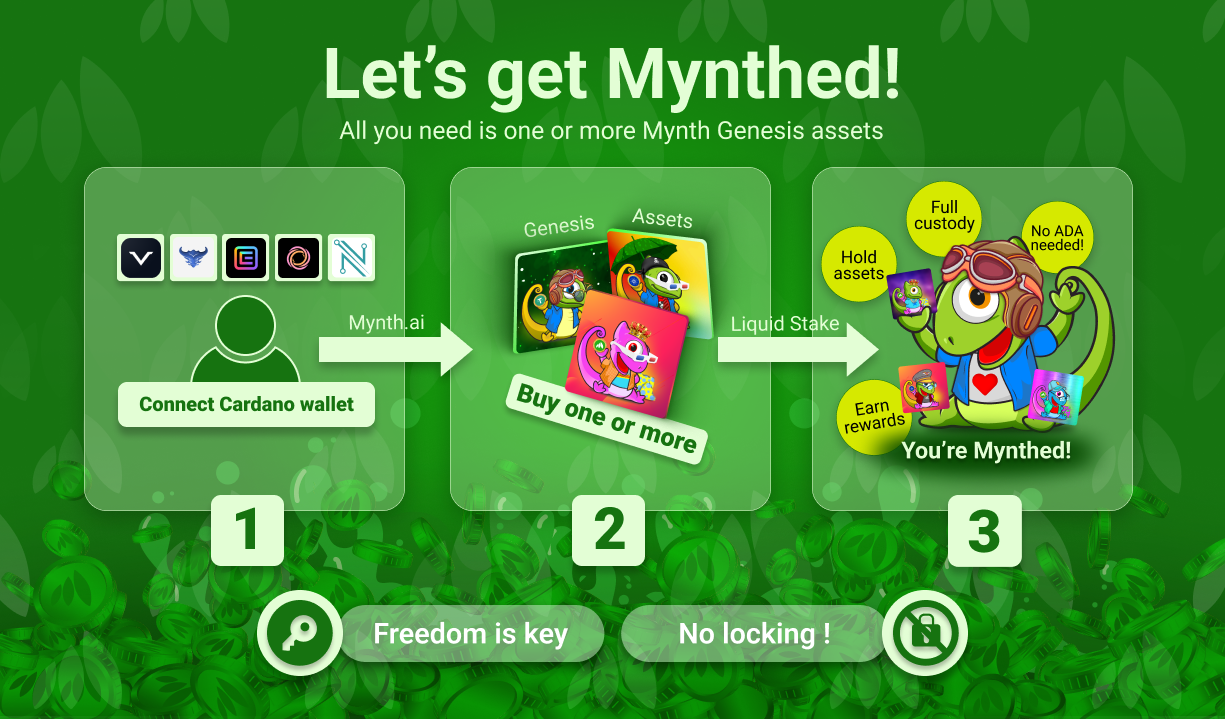 Let’s get Mynthed!
All you need is one or more Mynth Genesis assets
Connect Cardano wallet
1
Mynth.ai
Genesis
Assets
Buy one or more
2
Liquid Stake
Full
custody
No ADA
needed!
Hold
assets
Earn
rewards
You’re Mynthed!
3
Freedom is key
No locking !